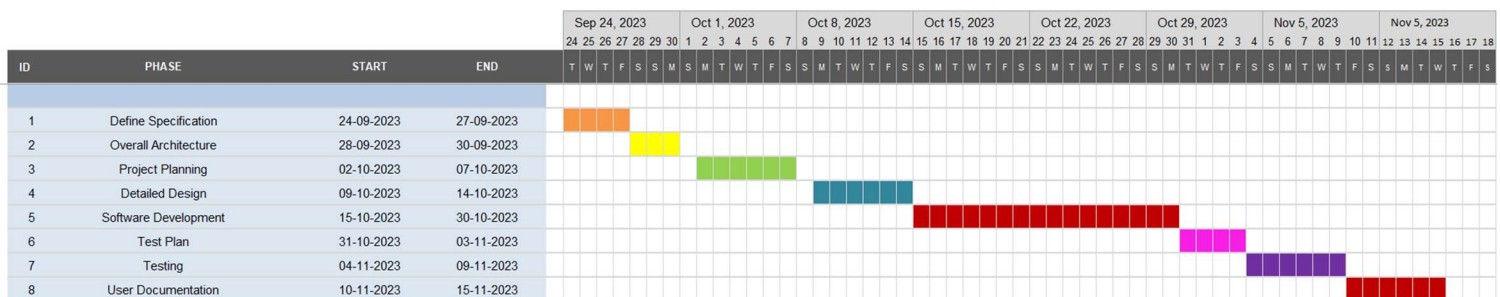 Sep 24, 2023 Oct 1, 2023 Oct 8, 2023 Oct 15, 2023 Oct 22, 2023 Oct 29, 2023 Nov 5, 2023 Nov 5, 2023
24 25 26 27 28 29 30 1 2 3 4 5 6 7 8 9 10 11 12 13 14 15 16 17 18 19 20 21 22 23 24 25 26 27 28 29 30 31 1 2 3 4 5 6 7 8 9 10 11 12 13 14 15 16 17 18
ID PHASE START END T W T F S S M S M T W T F S S M T W T F S S M T W T F S S M T W T F S S M T W T F S S M T W T F S S M T W T F S
1 Define Specification 24-09-2023 27-09-2023
2 Overall Architecture 28-09-2023 30-09-2023
3 Project Planning 02-10-2023 07-10-2023
4 Detailed Design 09-10-2023 14-10-2023
5 Software Development 15-10-2023 30-10-2023
6 Test Plan 31-10-2023 03-11-2023
7 Testing 04-11-2023 09-11-2023
8 User Documentation 10-11-2023 15-11-2023